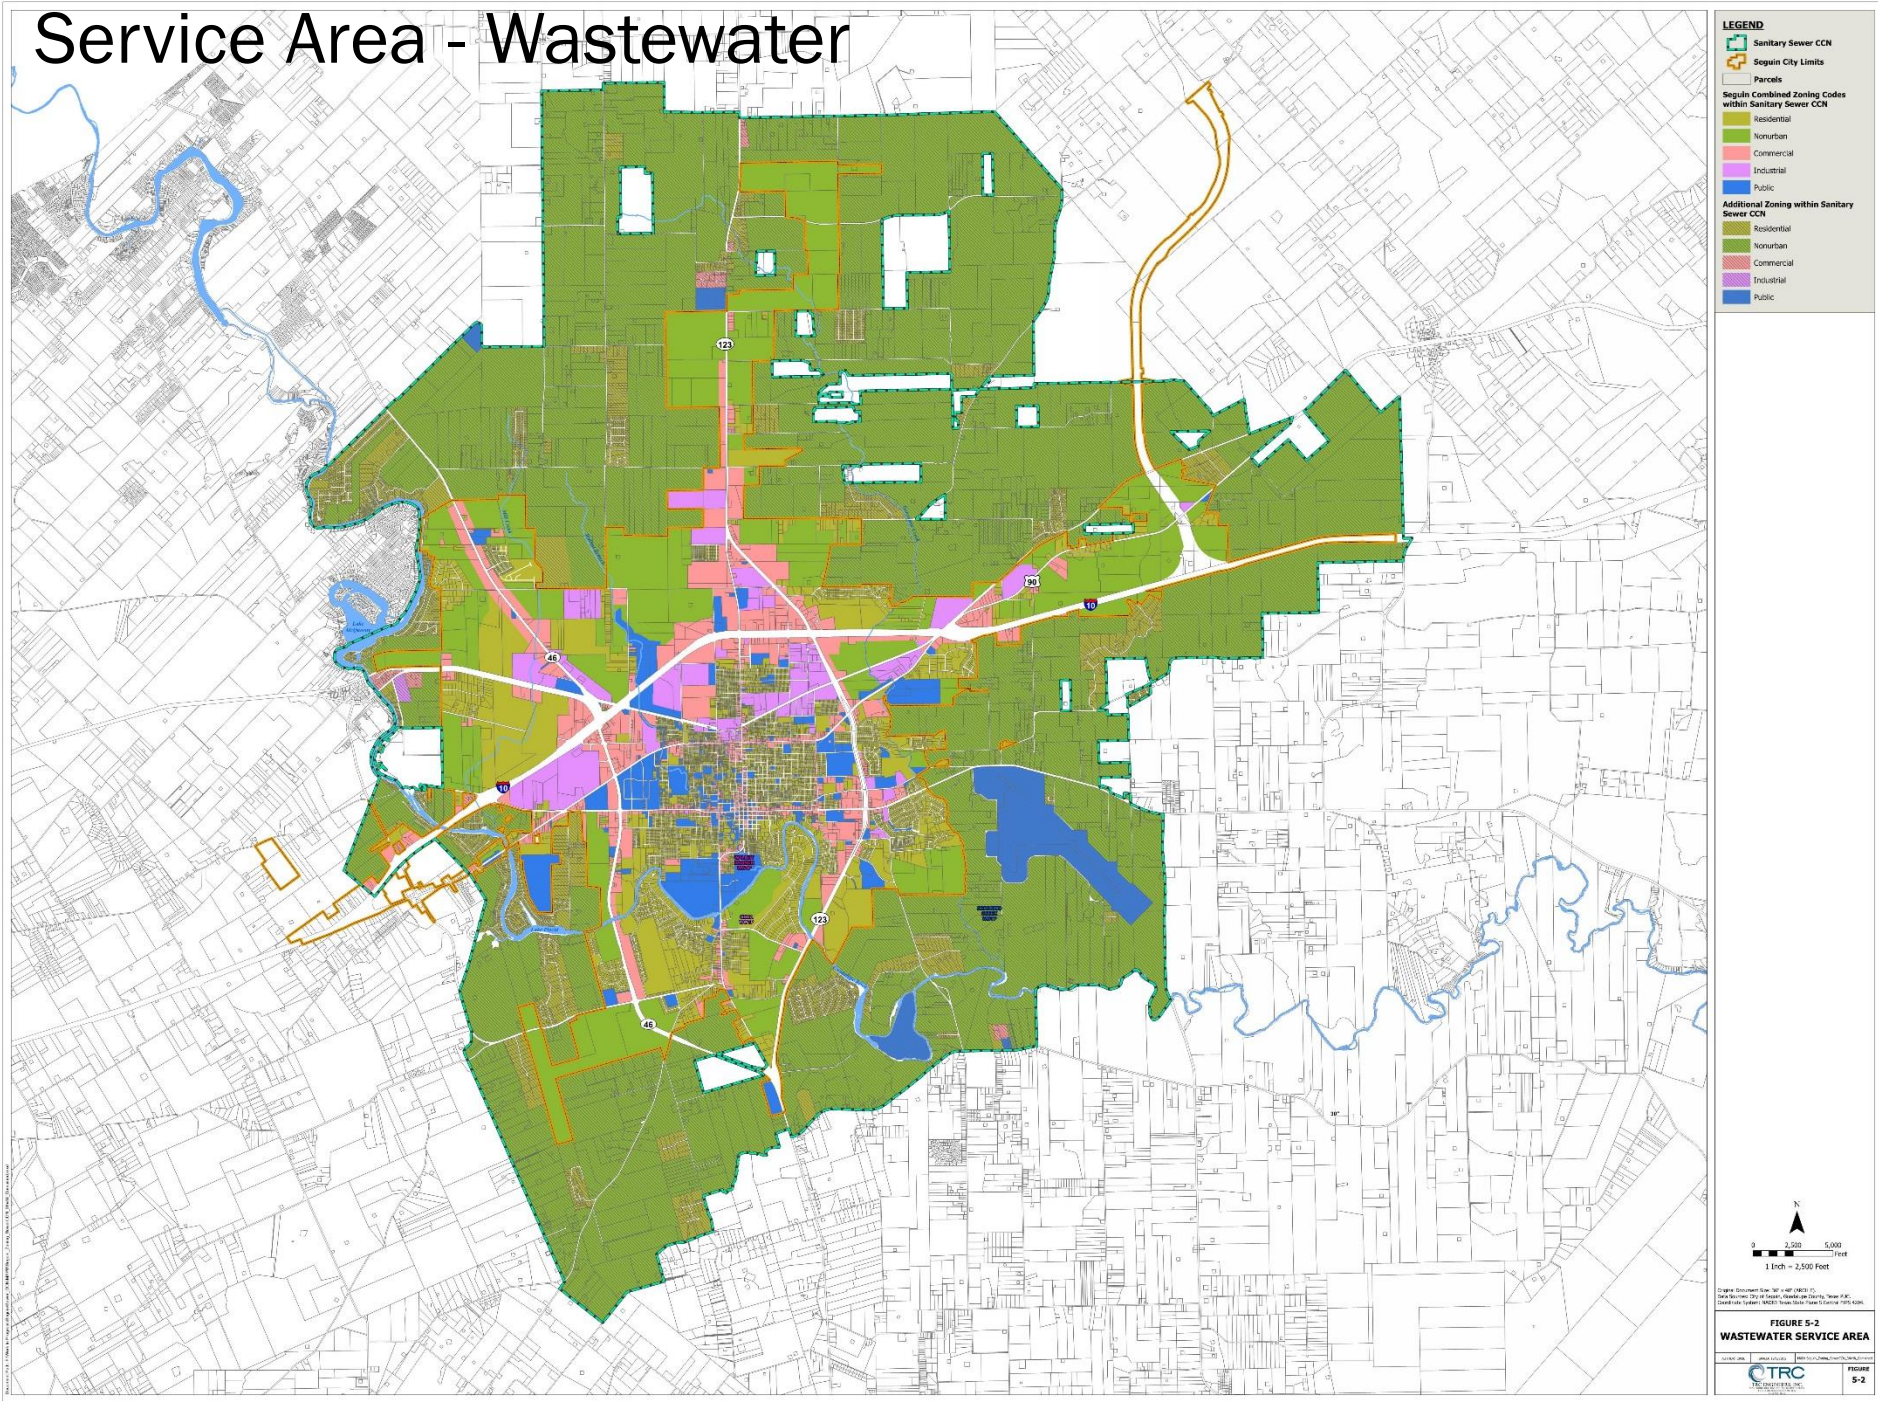 Service Area - Wastewater
LEGEND
Sanitary Sewer CCN
Seguin City Limits
Parcels
Seguin Combined Zoning Codes
within Sanitary Sewer CCN
Residential
Nonurban
Commercial
Industrial
Public
Additional Zoning within Sanitary
Sewer CCN
Residential
Nonurban
Commercial
Industrial
Public
123
90
10
46
10
123
46
N
0 2,500 5,000
Feet
1 Inch = 2,500 Feet
FIGURE 5-2
WASTEWATER SERVICE AREA
TRC
TRC ENGINEERS, INC.
FIGURE
5-2